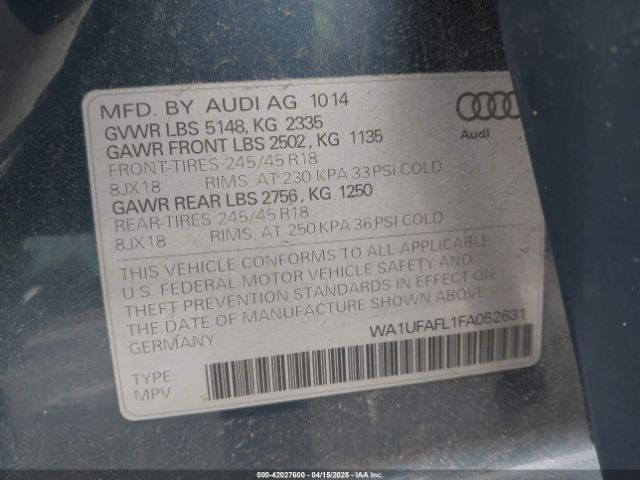 MFD. BY AUDI AG 10 14
GVWR LBS 5148, KG 2335
GAWR FRONT LBS 2502, KG 1135
FRONT-TIRES 245/45 R18
8JX18 RIMS. AT 230 KPA 33 PSI COLD
GAWR REAR LBS 2756, KG 1250
REAR-TIRES 245/45 R18
8JX18 RIMS, AT 250 KPA 36 PSI COLD
Audi
THIS VEHICLE CONFORMS TO ALL APPLICABLE
U.S. FEDERAL MOTOR VEHICLE SAFETY AND
THEFT PREVENTION STANDARDS IN EFFECT ON
THE DATE OF MANUFACTURE SHOWN ABOVE.
GERMANY
WA1UFAFL1FA052631
TYPE:
MPV
000-42027600 - 04/15/2025 - IAA Inc.